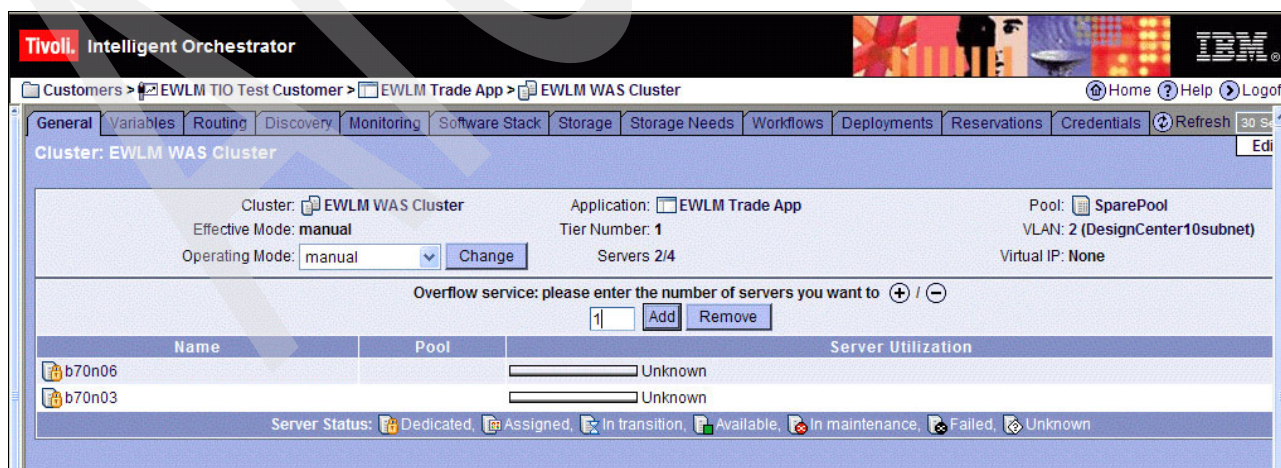 Tivoli. Intelligent Orchestrator IBM
Customers > EWLM TIO Test Customer > EWLM Trade App > EWLM WAS Cluster Home Help Logof
General Variables Routing Discovery Monitoring Software Stack Storage Storage Needs Workflows Deployments Reservations Credentials Refresh 30 Se
Cluster: EWLM WAS Cluster Edi
Cluster: EWLM WAS Cluster Application: EWLM Trade App Pool: SparePool
Effective Mode: manual Tier Number: 1 VLAN: 2 (DesignCenter10subnet)
Operating Mode: manual Change Servers 2/4 Virtual IP: None
Overflow service: please enter the number of servers you want to + / -
1 Add Remove
Name Pool Server Utilization
b70n06 Unknown
b70n03 Unknown
Server Status: Dedicated, Assigned, In transition, Available, In maintenance, Failed, Unknown